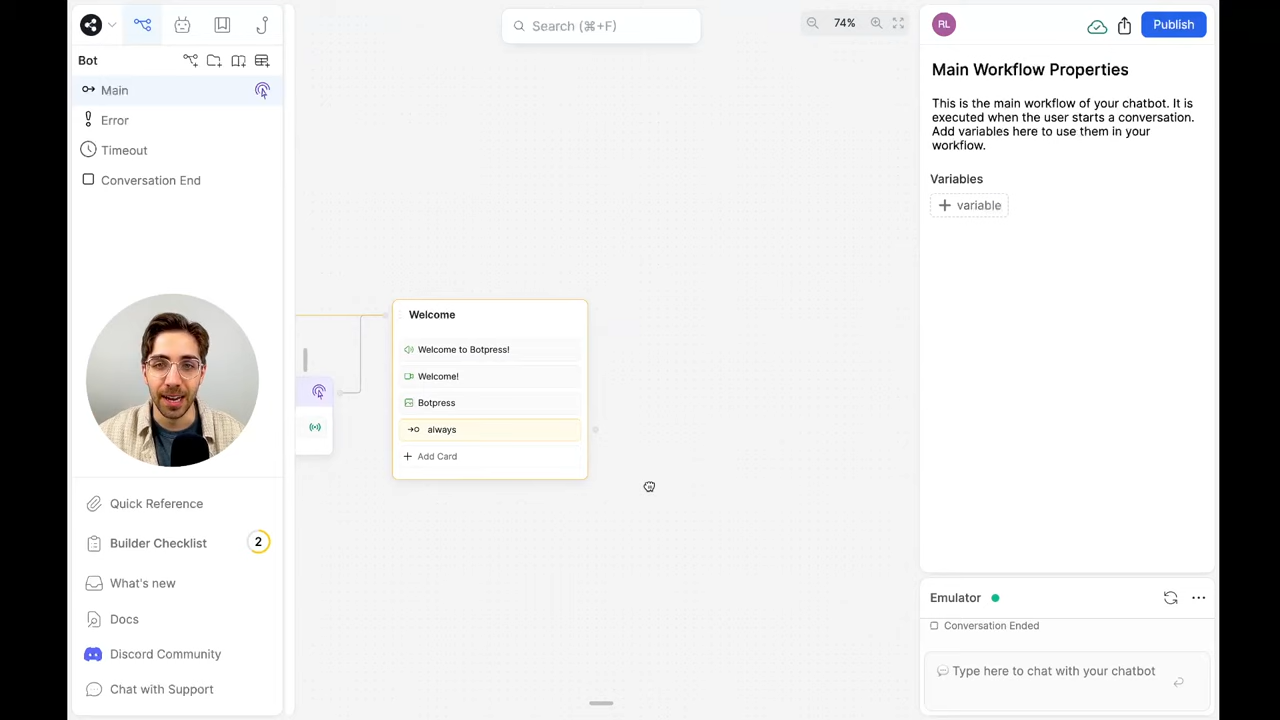 Search (⌘+F)
74%
RL
Publish
Bot
Main
Error
Timeout
Conversation End
Quick Reference
Builder Checklist
2
What's new
Docs
Discord Community
Chat with Support
Welcome
Welcome to Botpress!
Welcome!
Botpress
always
Add Card
Main Workflow Properties
This is the main workflow of your chatbot. It is
executed when the user starts a conversation.
Add variables here to use them in your
workflow.
Variables
variable
Emulator
Conversation Ended
Type here to chat with your chatbot